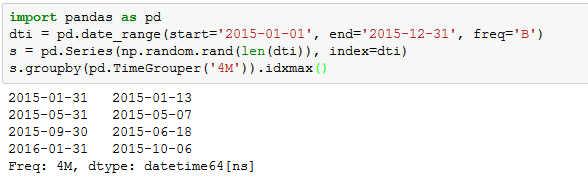 import pandas as pd
dti = pd.date_range(start='2015-01-01', end='2015-12-31', freq='B')
s = pd.Series(np.random.rand(len(dti)), index=dti)
s.groupby(pd.TimeGrouper('4M')).idxmax()
2015-01-31   2015-01-13
2015-05-31   2015-05-07
2015-09-30   2015-06-18
2016-01-31   2015-10-06
Freq: 4M, dtype: datetime64[ns]